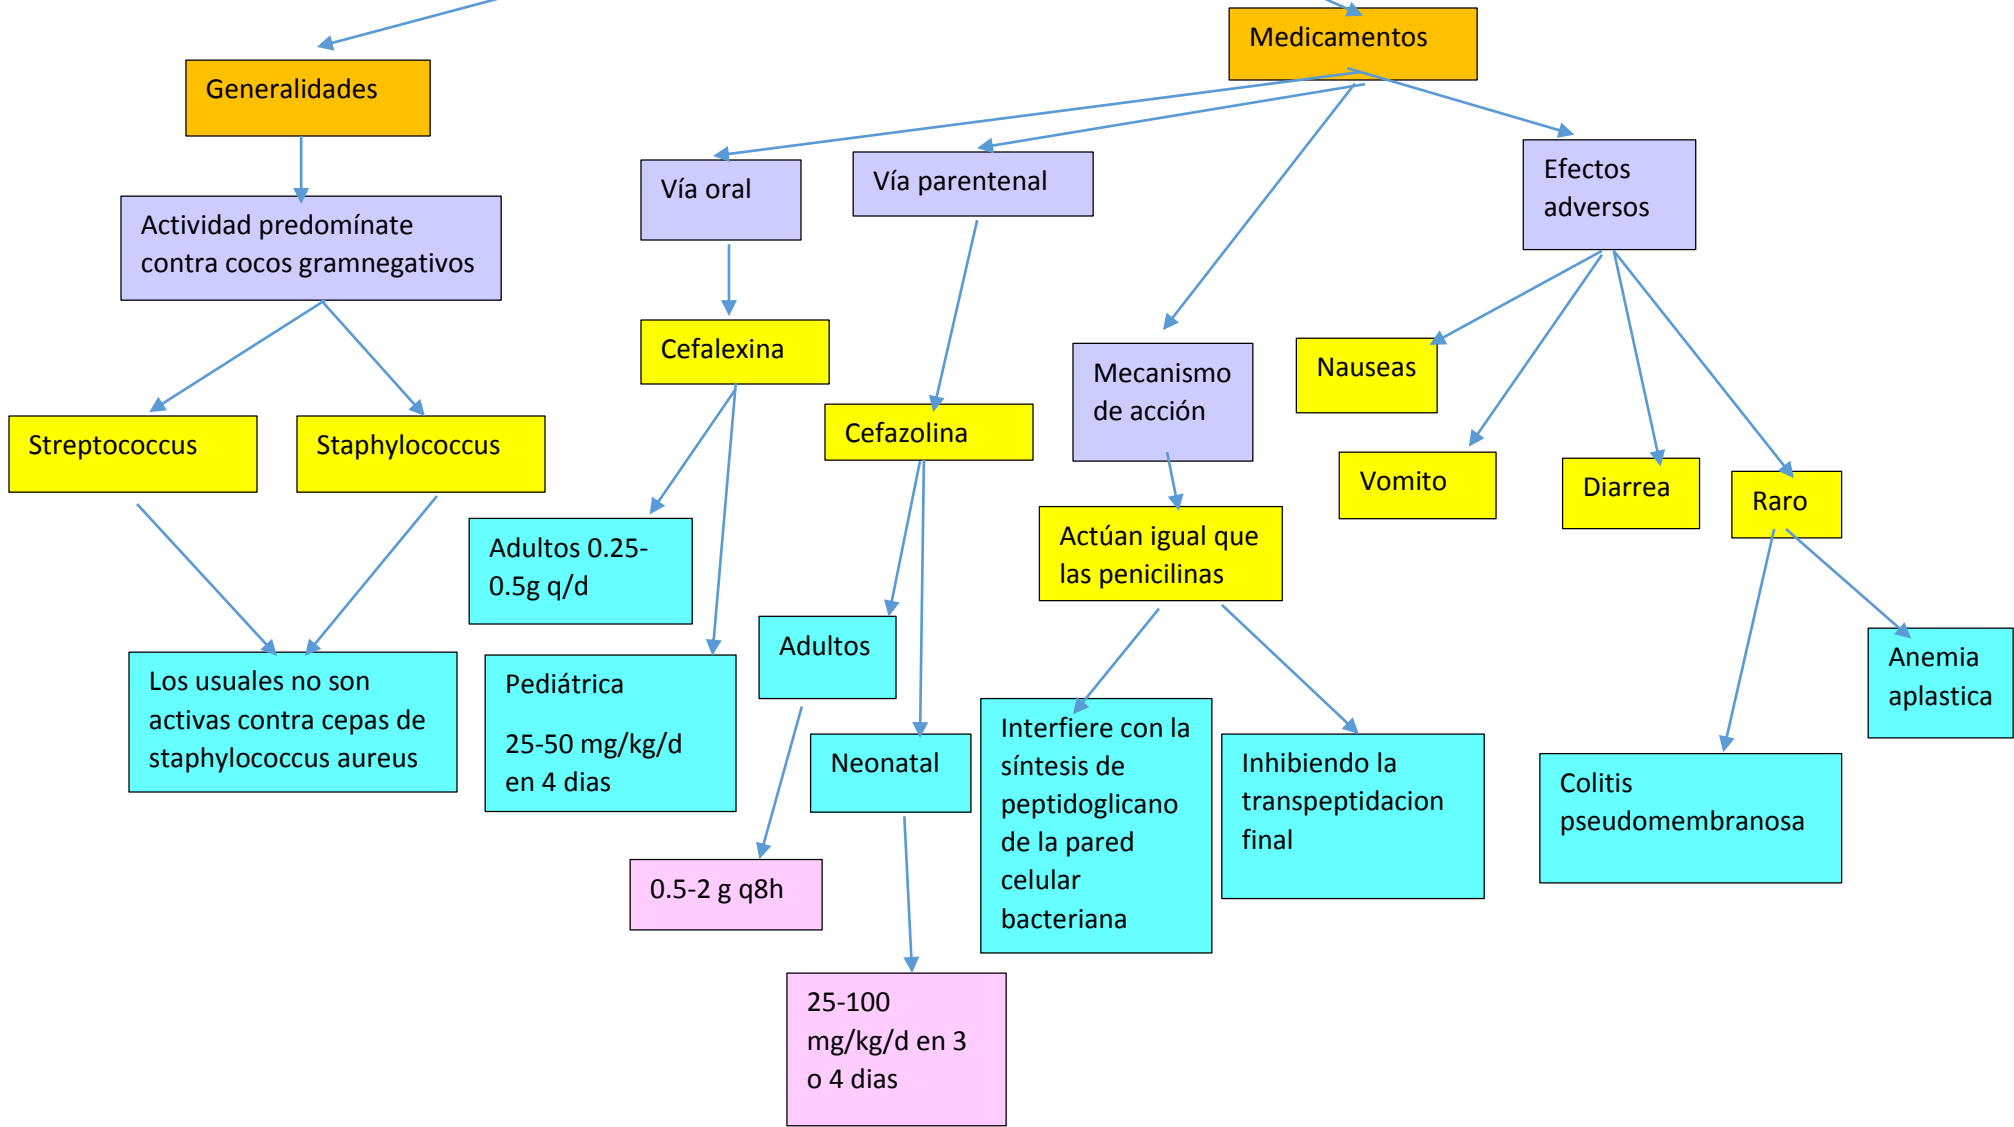 Medicamentos
Generalidades
Actividad predomínate
contra cocos gramnegativos
Vía oral
Vía parentenal
Efectos
adversos
Streptococcus
Staphylococcus
Cefalexina
Cefazolina
Mecanismo
de acción
Nauseas
Vomito
Diarrea
Raro
Los usuales no son
activas contra cepas de
staphylococcus aureus
Adultos 0.25-
0.5g q/d
Pediátrica
25-50 mg/kg/d
en 4 dias
Adultos
Neonatal
0.5-2 g q8h
25-100
mg/kg/d en 3
o 4 dias
Actúan igual que
las penicilinas
Interfiere con la
síntesis de
peptidoglicano
de la pared
celular
bacteriana
Inhibiendo la
transpeptidacion
final
Colitis
pseudomembranosa
Anemia
aplastica